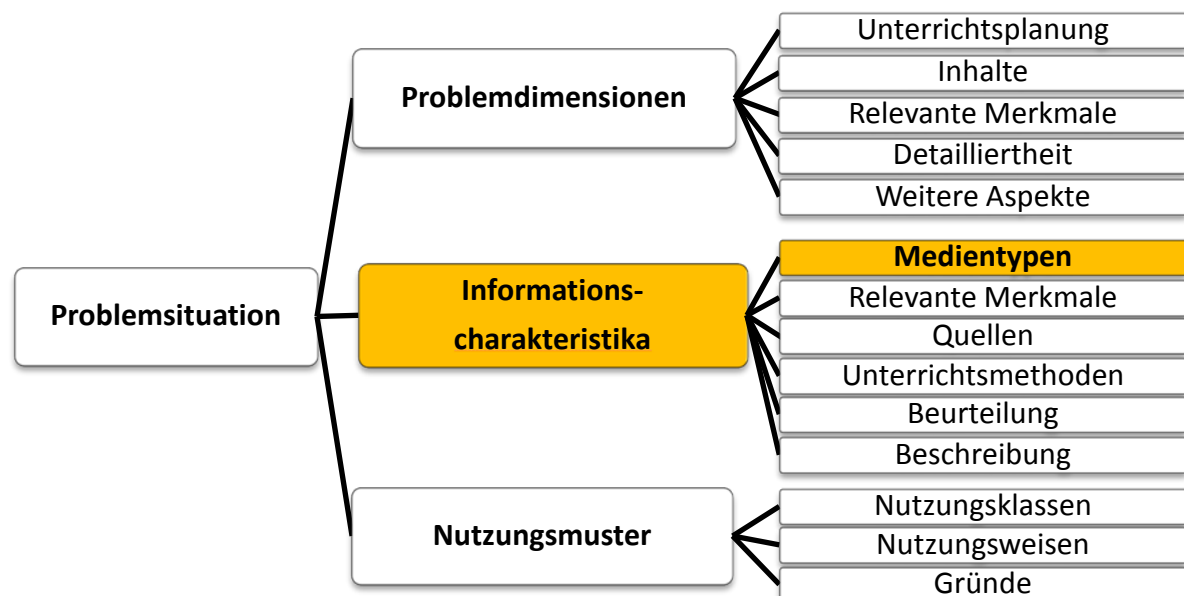 Problemsituation
Problemdimensionen
Unterrichtsplanung
Inhalte
Relevante Merkmale
Detailliertheit
Weitere Aspekte
Informations-
charakteristika
Medientypen
Relevante Merkmale
Quellen
Unterrichtsmethoden
Beurteilung
Beschreibung
Nutzungsmuster
Nutzungsklassen
Nutzungsweisen
Gründe